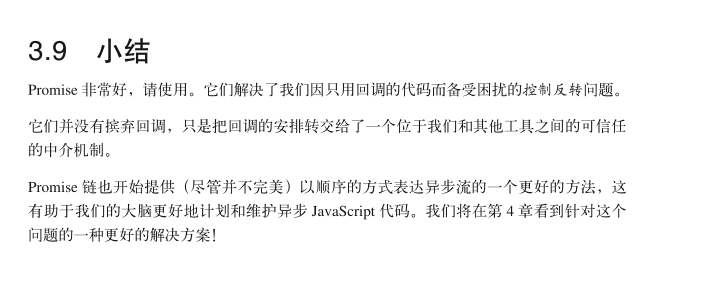 3.9 小结
Promise 非常好，请使用。它们解决了我们因只用回调的代码而备受困扰的控制反转问题。
它们并没有摈弃回调，只是把回调的安排转交给了一个位于我们和其他工具之间的可信任
的中介机制。
Promise 链也开始提供（尽管并不完美）以顺序的方式表达异步流的一个更好的方法，这
有助于我们的大脑更好地计划和维护异步 JavaScript 代码。我们将在第 4 章看到针对这个
问题的一种更好的解决方案！